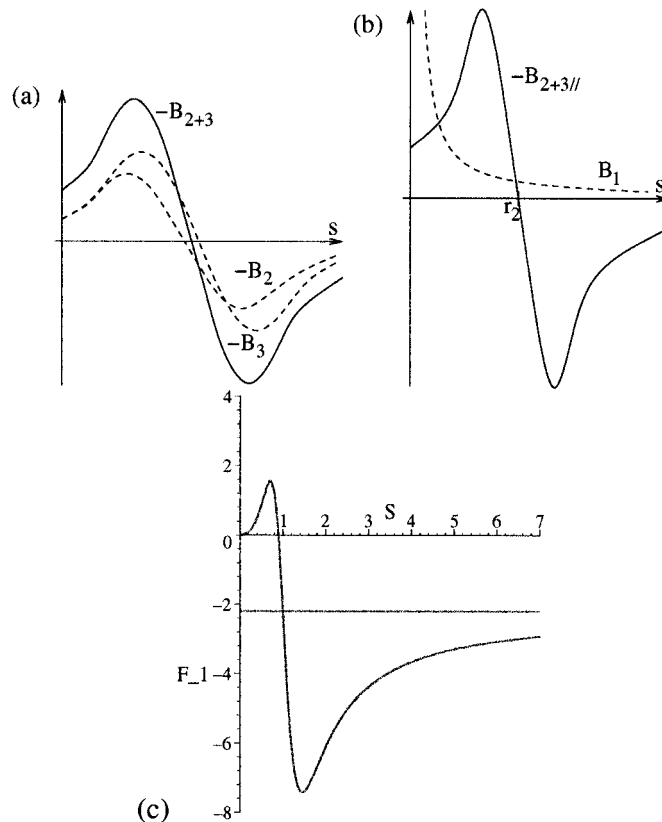 (b)
(a)
−B₂₊₃
−B₂₊₃//
B₁
s
r₂
s
−B₂
−B₃
4
2
S
0
1 2 3 4 5 6 7
−2
F_1
−4
−6
−8
(c)